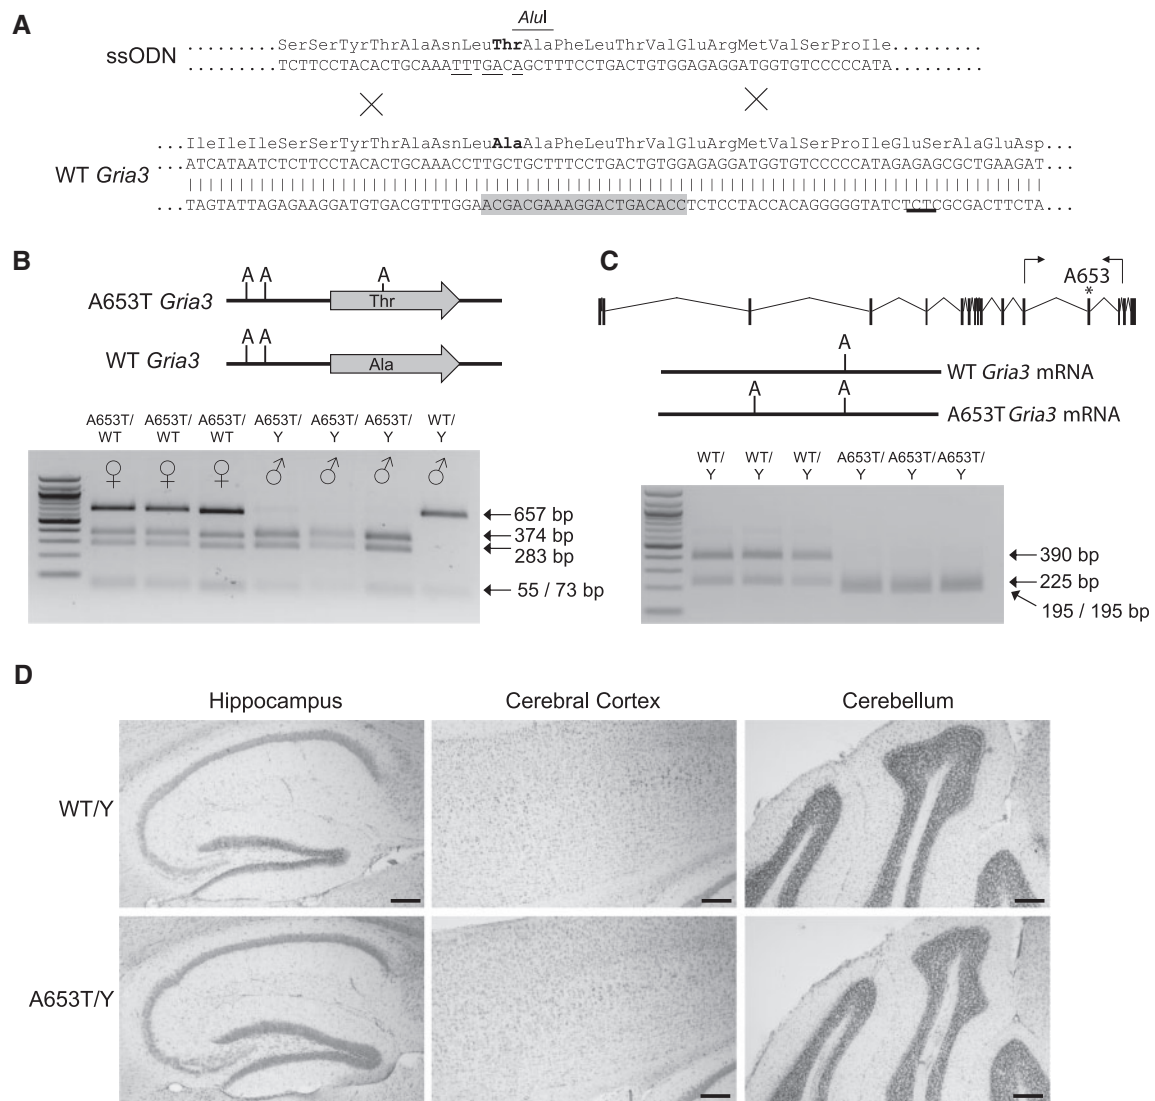 A
AluI
ssODN
.........SerSerTyrThrAlaAsnLeuThrAlaPheLeuThrValGluArgMetValSerProIle.........
.........TCTTCCTACACTGCAAATTTGACAGCTTTCCTGACTGTGGAGAGGATGGTGTCCCCCATA.........
WT Gria3
...IleIleIleSerSerTyrThrAlaAsnLeuAlaAlaPheLeuThrValGluArgMetValSerProIleGluSerAlaGluAsp...
...ATCATAATCTCTTCCTACACTGCAAACCTTGCTGCTTTCCTGACTGTGGAGAGGATGGTGTCCCCCATAGAGAGCGCTGAAGAT...
...TAGTATTAGAGAAGGATGTGACGTTTGGAACGACGAAAGGACTGACACCTCTCCTACCACAGGGGGTATCTCTCGCGACTTCTA...
B
A A A
A653T Gria3
Thr
A A
WT Gria3
Ala
A653T/ A653T/ A653T/ A653T/ A653T/ A653T/ WT/
WT WT WT Y Y Y Y
♀ ♀ ♀ ♂ ♂ ♂ ♂
657 bp
374 bp
283 bp
55 / 73 bp
C
A653
*
A
WT Gria3 mRNA
A A
A653T Gria3 mRNA
WT/ WT/ WT/ A653T/ A653T/ A653T/
Y Y Y Y Y Y
390 bp
225 bp
195 / 195 bp
D
Hippocampus Cerebral Cortex Cerebellum
WT/Y
A653T/Y